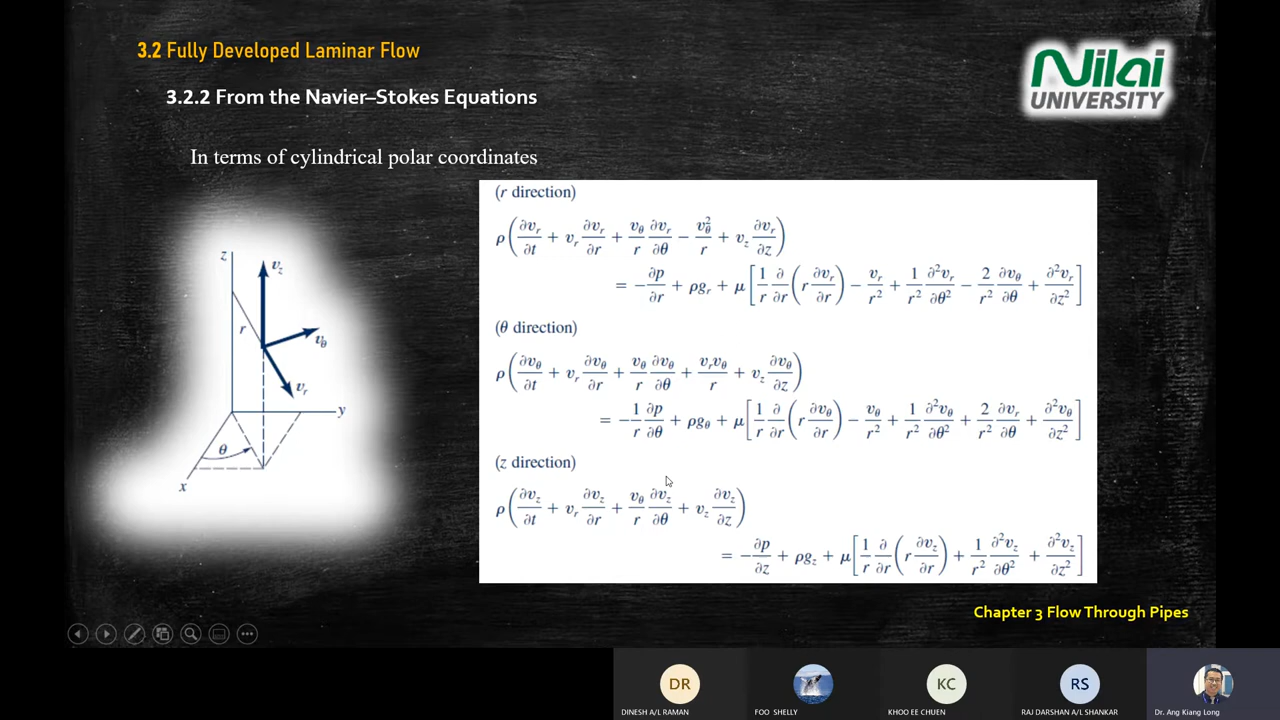 3.2 Fully Developed Laminar Flow
3.2.2 From the Navier–Stokes Equations
Nilai
UNIVERSITY
In terms of cylindrical polar coordinates
z
v_z
r
v_θ
v_r
y
θ
x
(r direction)
ρ(∂v_r/∂t + v_r ∂v_r/∂r + v_θ/r ∂v_r/∂θ − v_θ²/r + v_z ∂v_r/∂z)
= −∂p/∂r + ρg_r + μ[1/r ∂/∂r (r ∂v_r/∂r) − v_r/r² + 1/r² ∂²v_r/∂θ² − 2/r² ∂v_θ/∂θ + ∂²v_r/∂z²]
(θ direction)
ρ(∂v_θ/∂t + v_r ∂v_θ/∂r + v_θ/r ∂v_θ/∂θ + v_r v_θ/r + v_z ∂v_θ/∂z)
= −1/r ∂p/∂θ + ρg_θ + μ[1/r ∂/∂r (r ∂v_θ/∂r) − v_θ/r² + 1/r² ∂²v_θ/∂θ² + 2/r² ∂v_r/∂θ + ∂²v_θ/∂z²]
(z direction)
ρ(∂v_z/∂t + v_r ∂v_z/∂r + v_θ/r ∂v_z/∂θ + v_z ∂v_z/∂z)
= −∂p/∂z + ρg_z + μ[1/r ∂/∂r (r ∂v_z/∂r) + 1/r² ∂²v_z/∂θ² + ∂²v_z/∂z²]
Chapter 3 Flow Through Pipes
DR
KC
RS
DINESH A/L RAMAN
FOO SHELLY
KHOO EE CHUEN
RAJ DARSHAN A/L SHANKAR
Dr. Ang Kiang Long